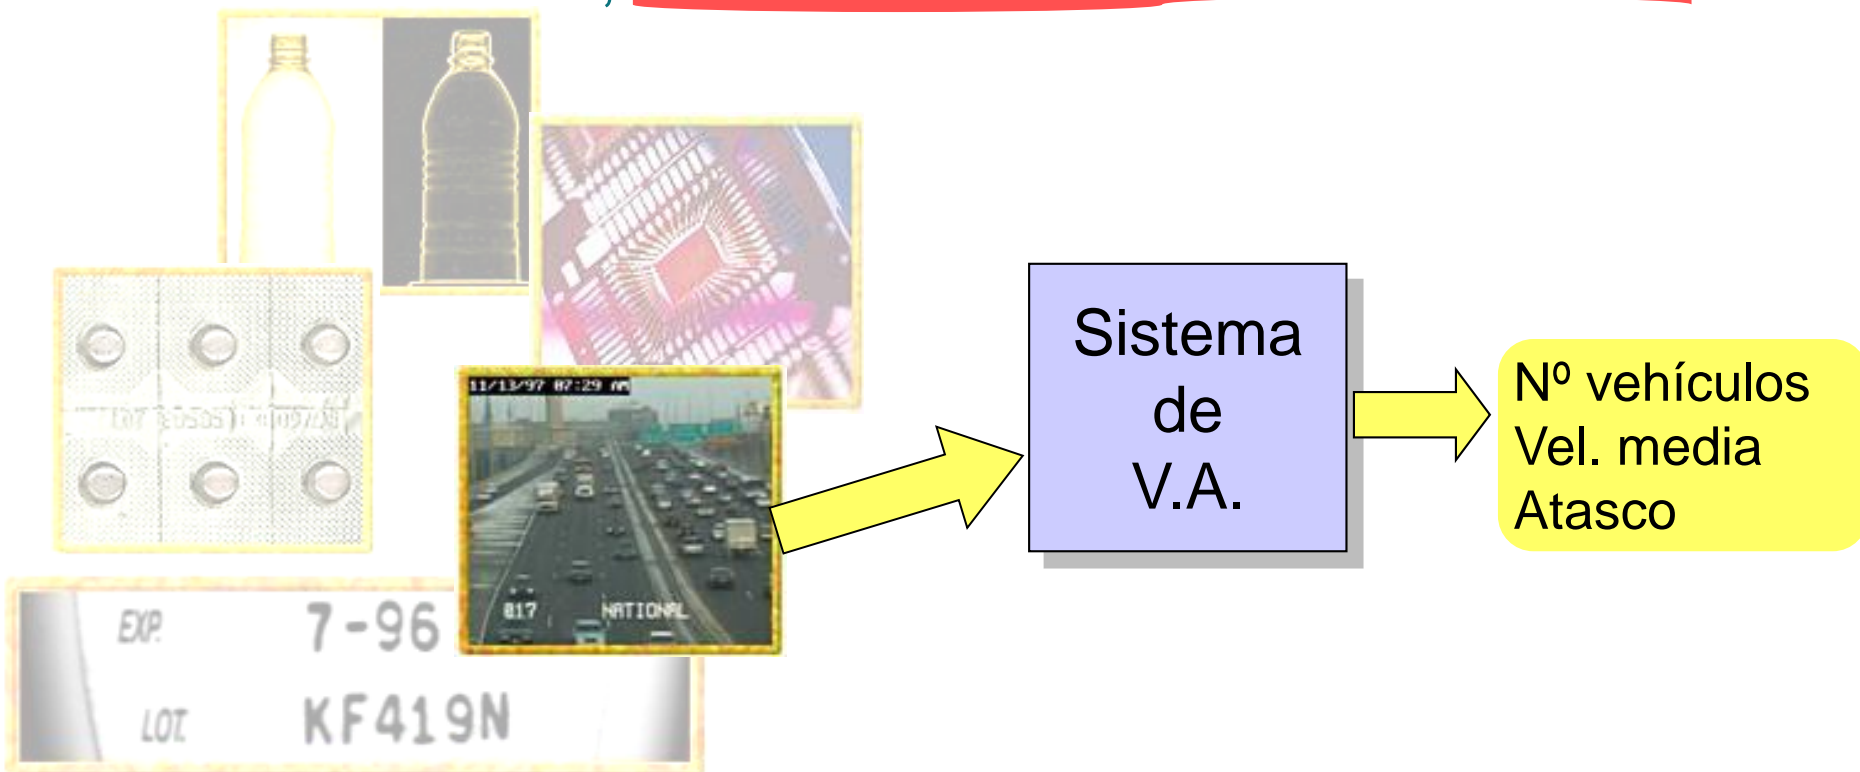 11/13/97 07:29 AM
017 NATIONAL
EXP. 7-96
LOT. KF419N
Sistema
de
V.A.
Nº vehículos
Vel. media
Atasco